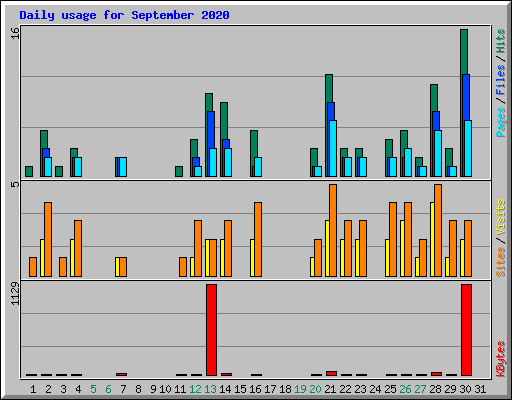 Daily usage for September 2020
16
Pages / Files / Hits
5
Sites / Visits
1129
KBytes
1 2 3 4 5 6 7 8 9 10 11 12 13 14 15 16 17 18 19 20 21 22 23 24 25 26 27 28 29 30 31